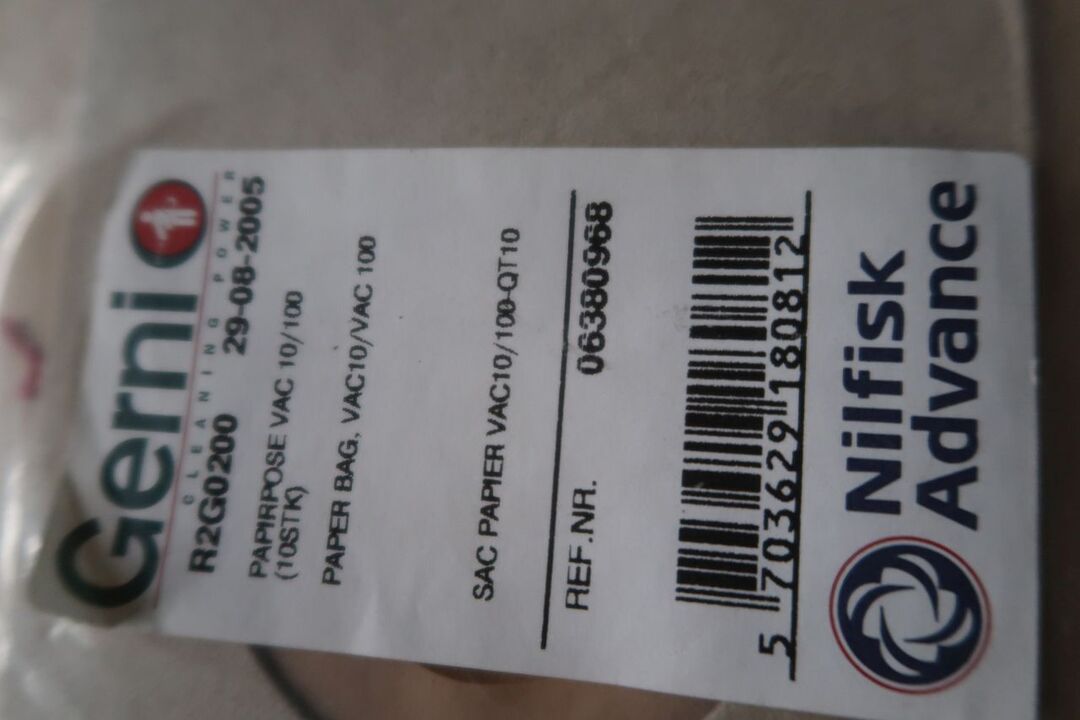 Gerni
CLEANING POWER
R2G0200 29-08-2005
PAPIRPOSE VAC 10/100
(10STK)
PAPER BAG, VAC10/VAC 100
SAC PAPIER VAC10/100-QT10
REF.NR. 06380968
5 703629 180812
Nilfisk
Advance